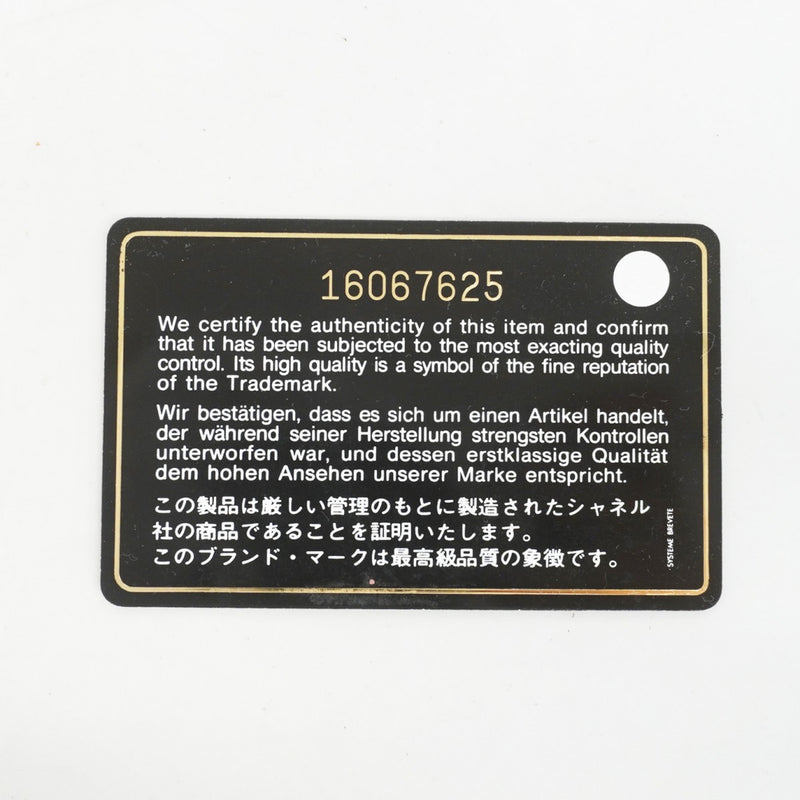 16067625
We certify the authenticity of this item and confirm
that it has been subjected to the most exacting quality
control. Its high quality is a symbol of the fine reputation
of the Trademark.
Wir bestätigen, dass es sich um einen Artikel handelt,
der während seiner Herstellung strengsten Kontrollen
unterworfen war, und dessen erstklassige Qualität
dem hohen Ansehen unserer Marke entspricht.
この製品は厳しい管理のもとに製造されたシャネル
社の商品であることを証明いたします。
このブランド・マークは最高級品質の象徴です。
SYSTEME BREVETE